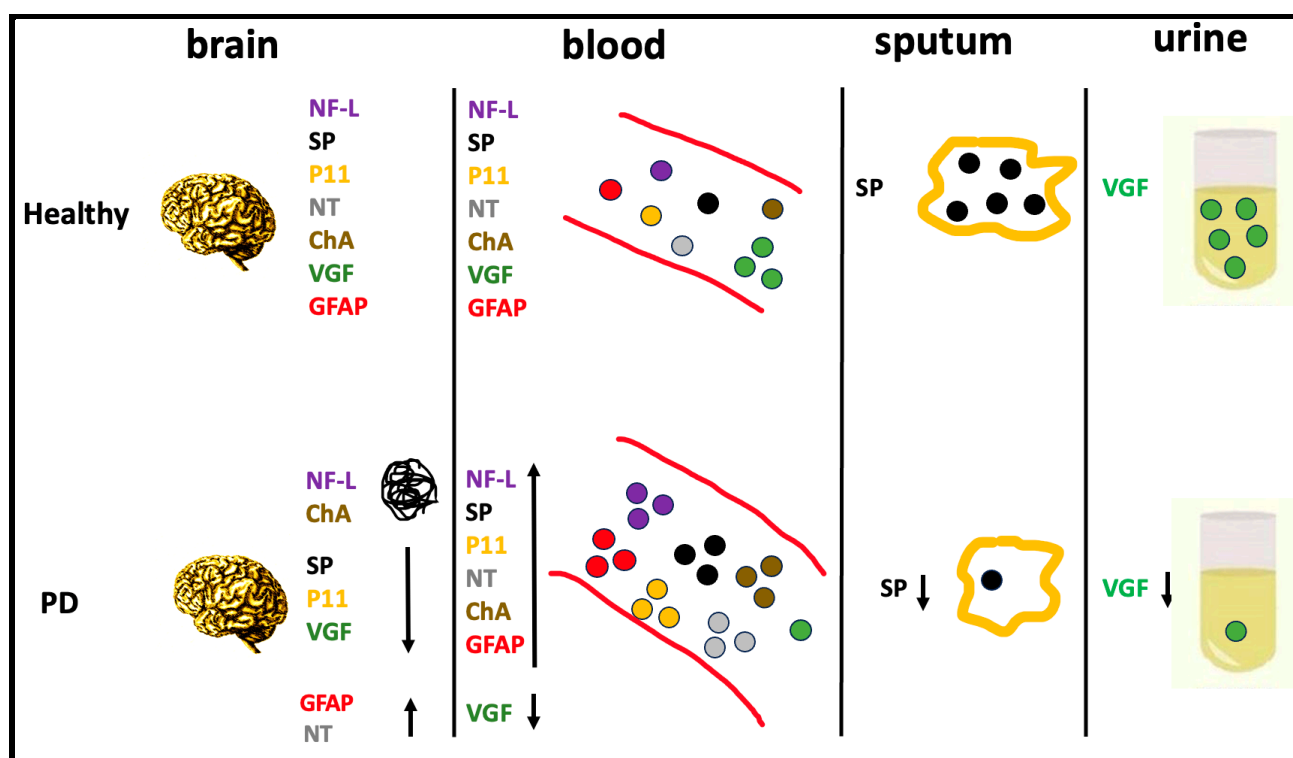 brain
blood
sputum
urine
Healthy
NF-L
SP
P11
NT
ChA
VGF
GFAP
NF-L
SP
P11
NT
ChA
VGF
GFAP
SP
VGF
PD
NF-L
ChA
SP
P11
VGF
GFAP
NT
NF-L
SP
P11
NT
ChA
GFAP
VGF
SP
VGF